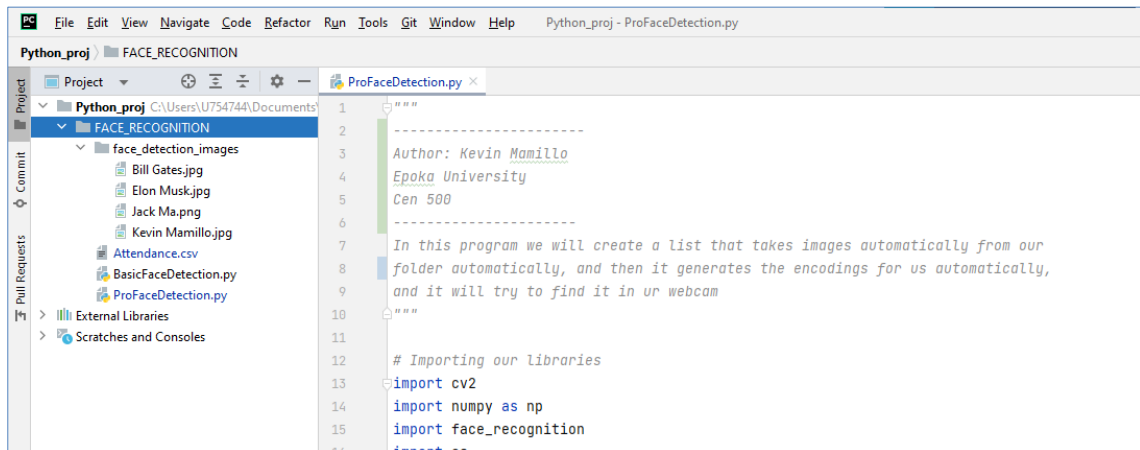 PC File Edit View Navigate Code Refactor Run Tools Git Window Help Python_proj - ProFaceDetection.py
Python_proj FACE_RECOGNITION
Project
Commit
Pull Requests
Project
Python_proj C:\Users\U754744\Documents\
FACE_RECOGNITION
face_detection_images
Bill Gates.jpg
Elon Musk.jpg
Jack Ma.png
Kevin Mamillo.jpg
Attendance.csv
BasicFaceDetection.py
ProFaceDetection.py
External Libraries
Scratches and Consoles
ProFaceDetection.py
1 """
2 -----------------------
3 Author: Kevin Mamillo
4 Epoka University
5 Cen 500
6 ----------------------
7 In this program we will create a list that takes images automatically from our
8 folder automatically, and then it generates the encodings for us automatically,
9 and it will try to find it in ur webcam
10 """
11
12 # Importing our libraries
13 import cv2
14 import numpy as np
15 import face_recognition